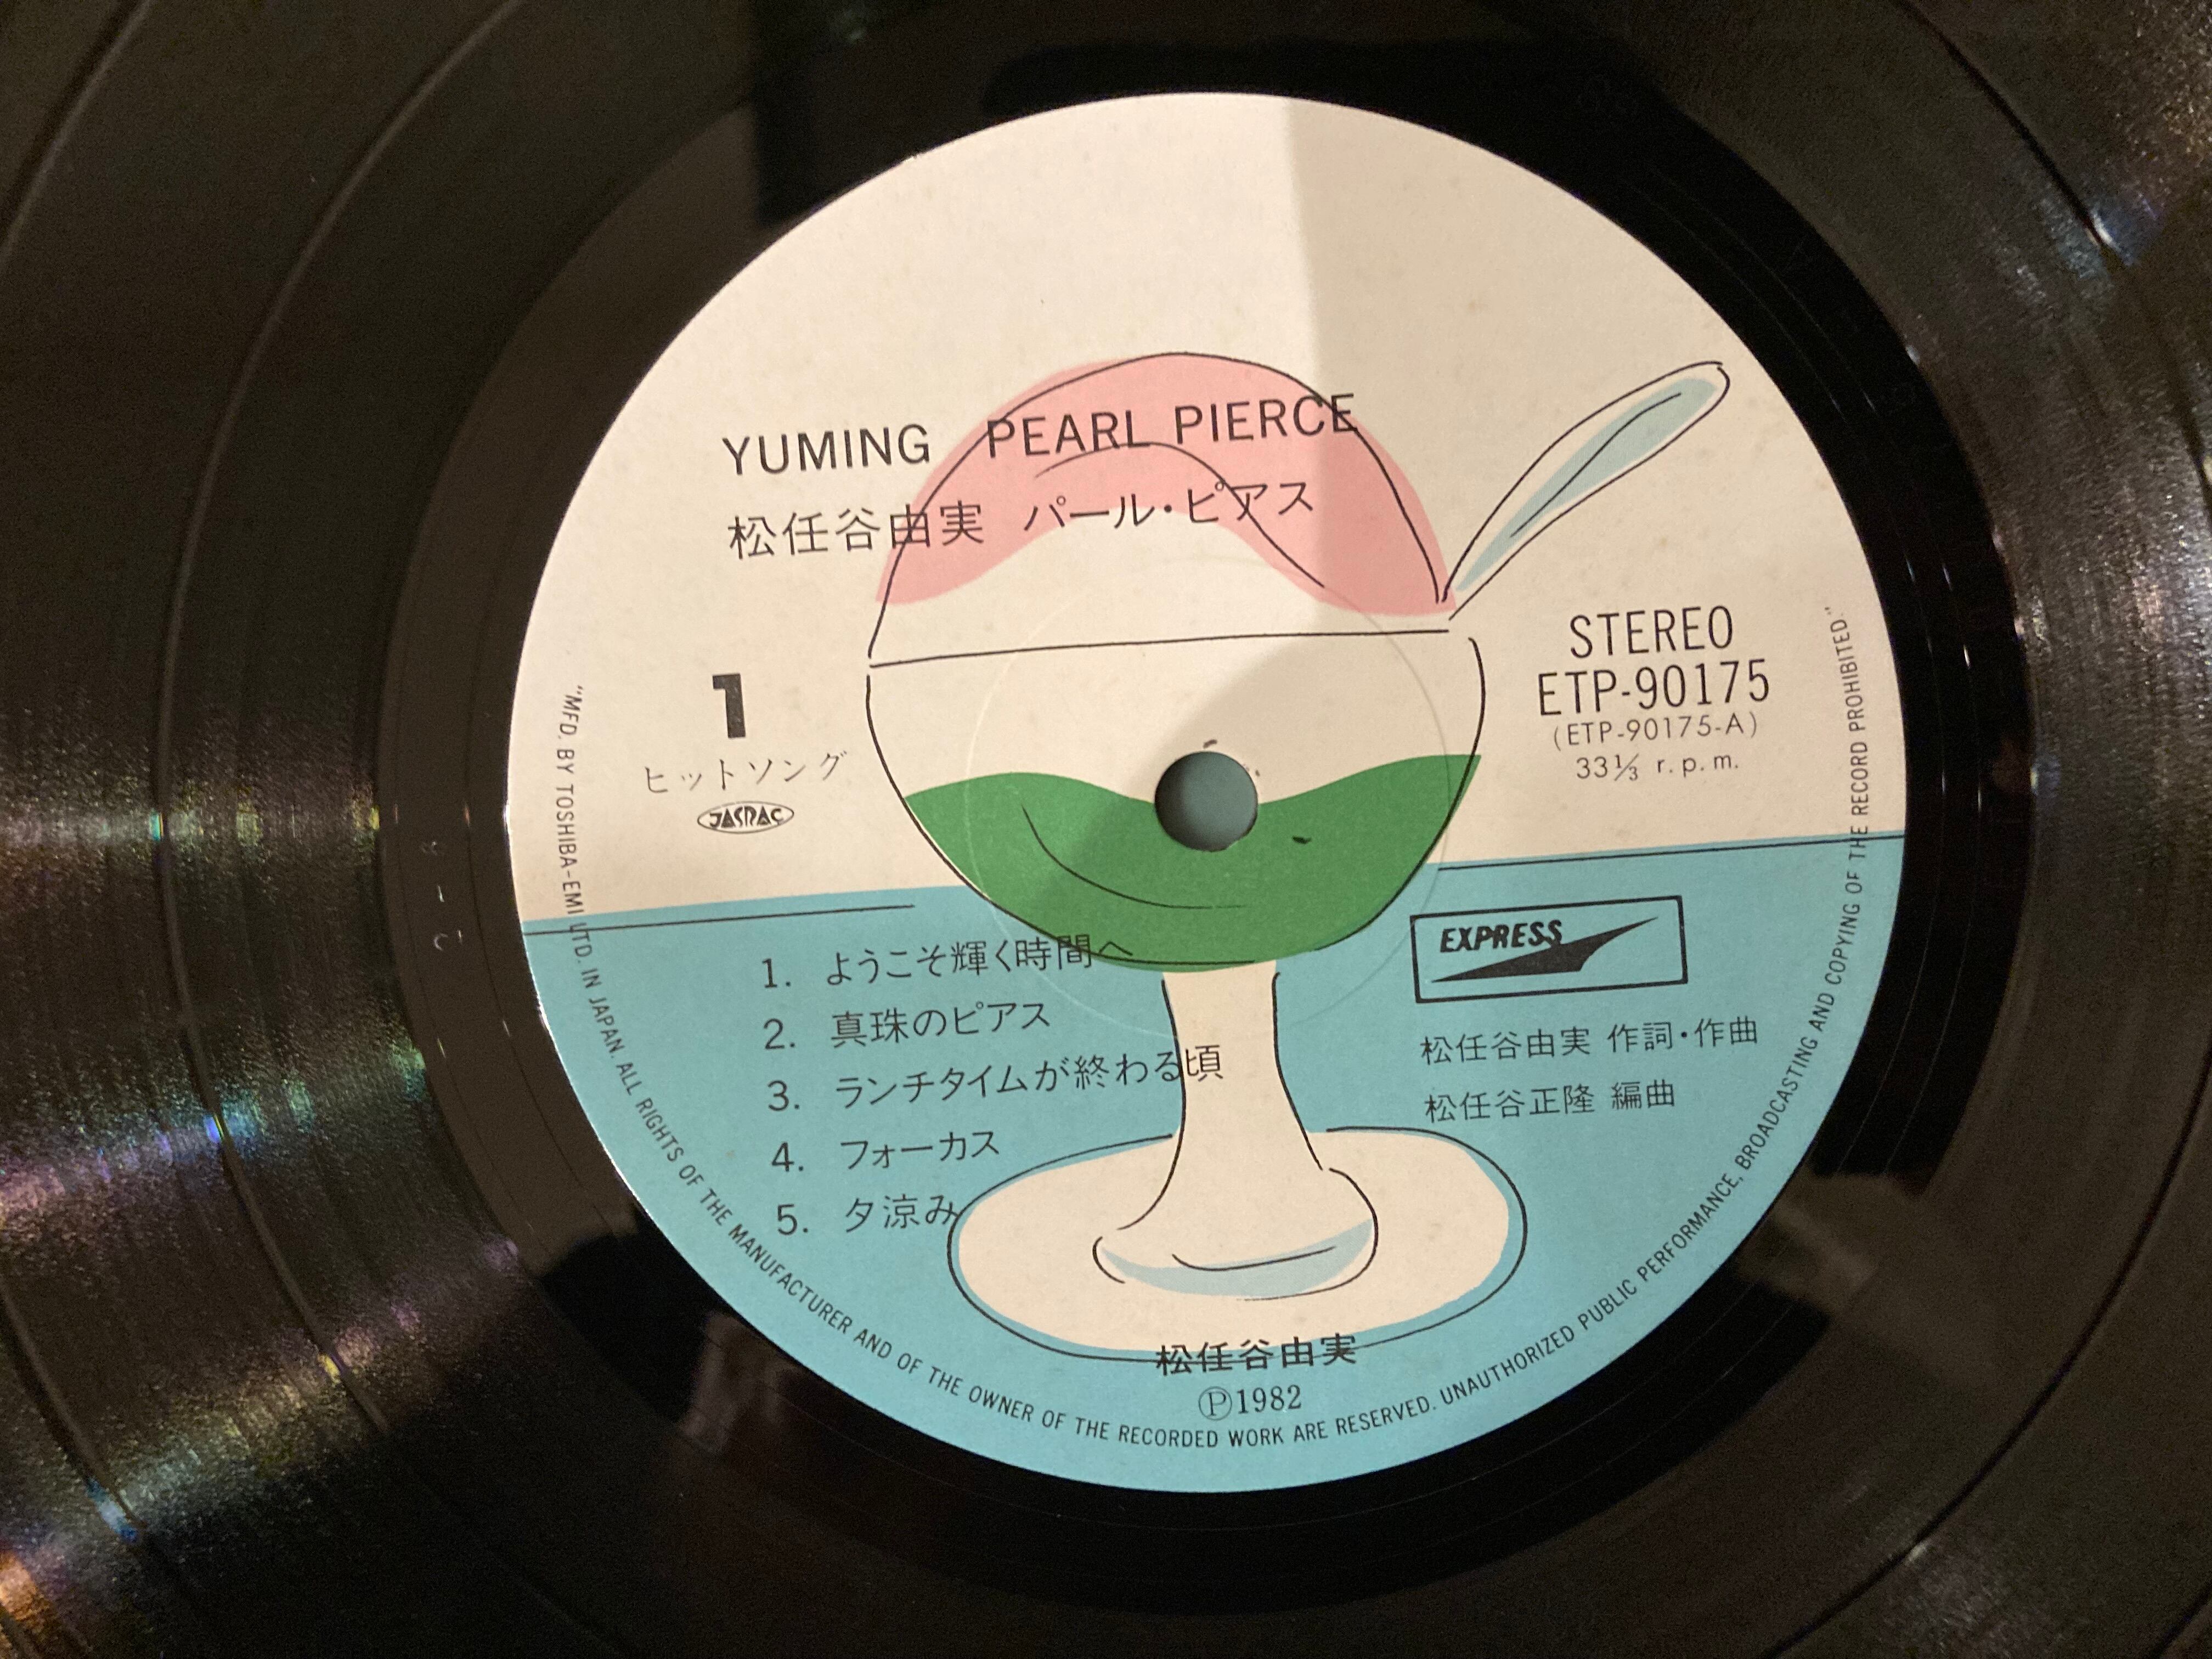 YUMING PEARL PIERCE
松任谷由実 パール・ピアス
1
ヒットソング
JASRAC
STEREO
ETP-90175
(ETP-90175-A)
33⅓ r.p.m.
EXPRESS
1. ようこそ輝く時間へ
2. 真珠のピアス
3. ランチタイムが終わる頃
4. フォーカス
5. 夕涼み
松任谷由実 作詞・作曲
松任谷正隆 編曲
松任谷由実
Ⓟ1982
"MFD. BY TOSHIBA-EMI LTD. IN JAPAN. ALL RIGHTS OF THE MANUFACTURER AND OF THE OWNER OF THE RECORDED WORK ARE RESERVED. UNAUTHORIZED PUBLIC PERFORMANCE, BROADCASTING AND COPYING OF THE RECORD PROHIBITED."